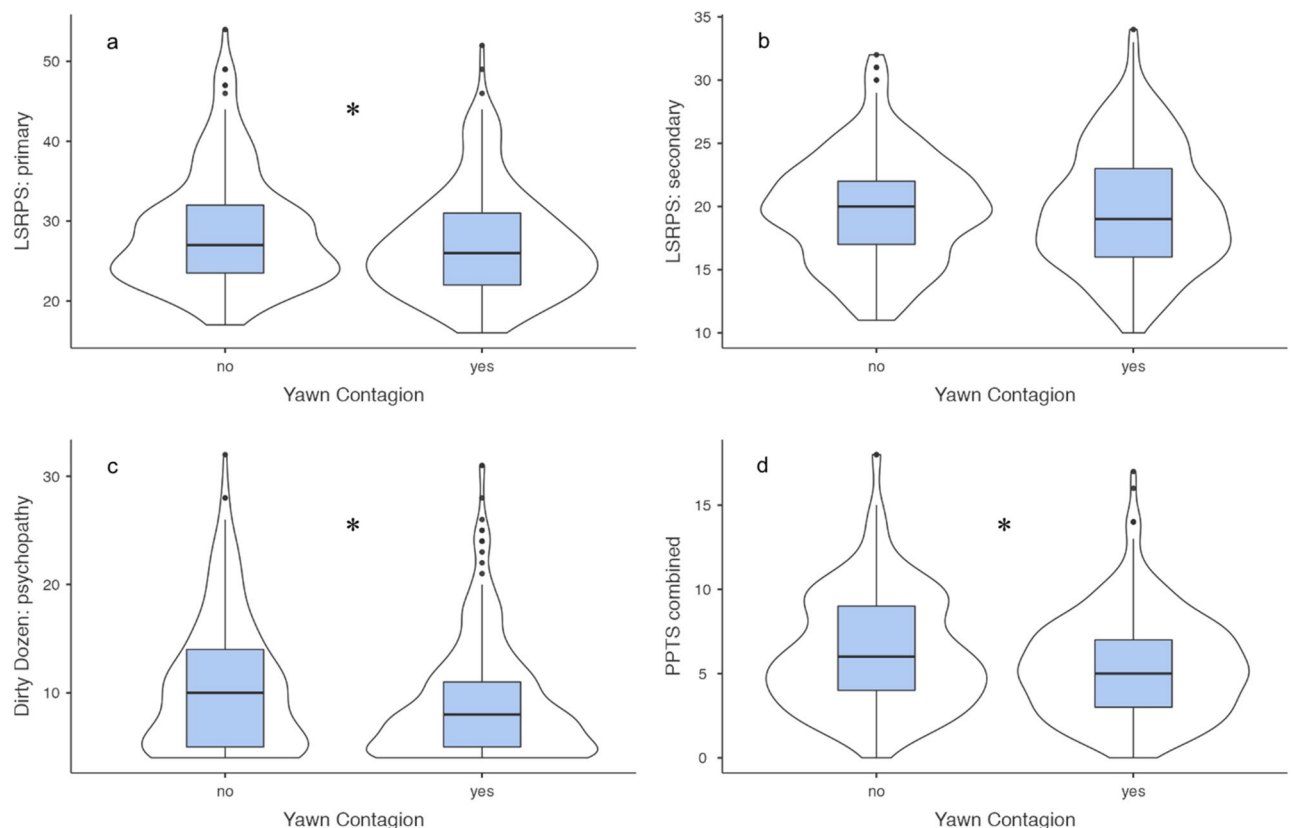 a
LSRPS: primary
50
40
30
20
*
no
yes
Yawn Contagion
b
LSRPS: secondary
35
30
25
20
15
10
no
yes
Yawn Contagion
c
Dirty Dozen: psychopathy
30
20
10
*
no
yes
Yawn Contagion
d
PPTS combined
15
10
5
0
*
no
yes
Yawn Contagion